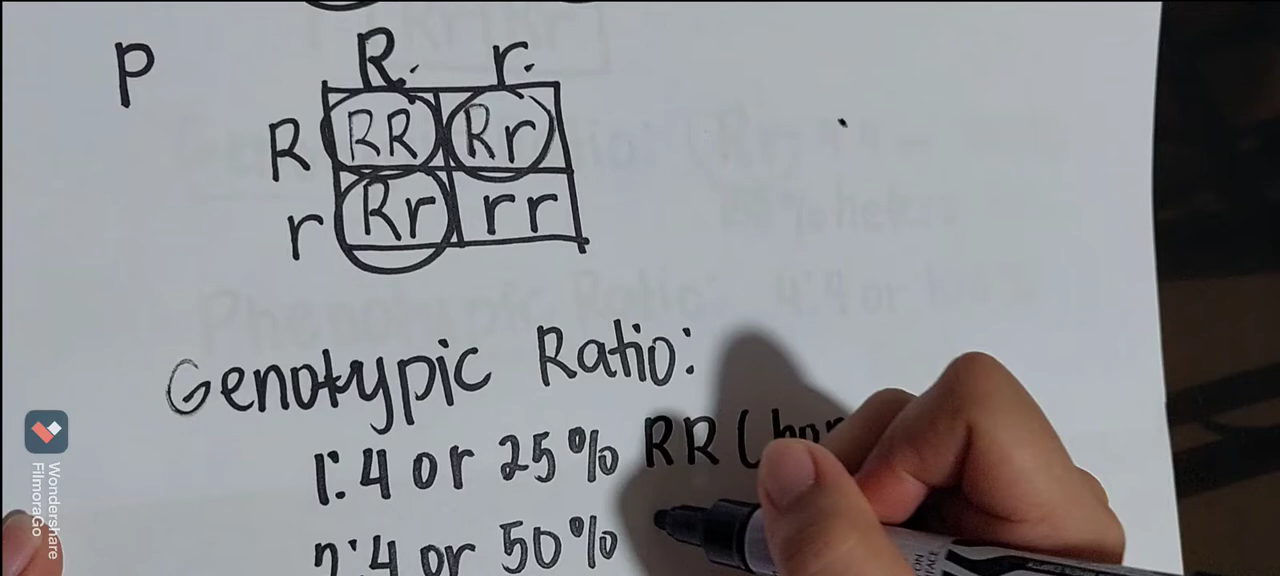 P
R r
R RR Rr
r Rr rr
Genotypic Ratio:
1:4 or 25% RR (
2:4 or 50%
Wondershare
FilmoraGo